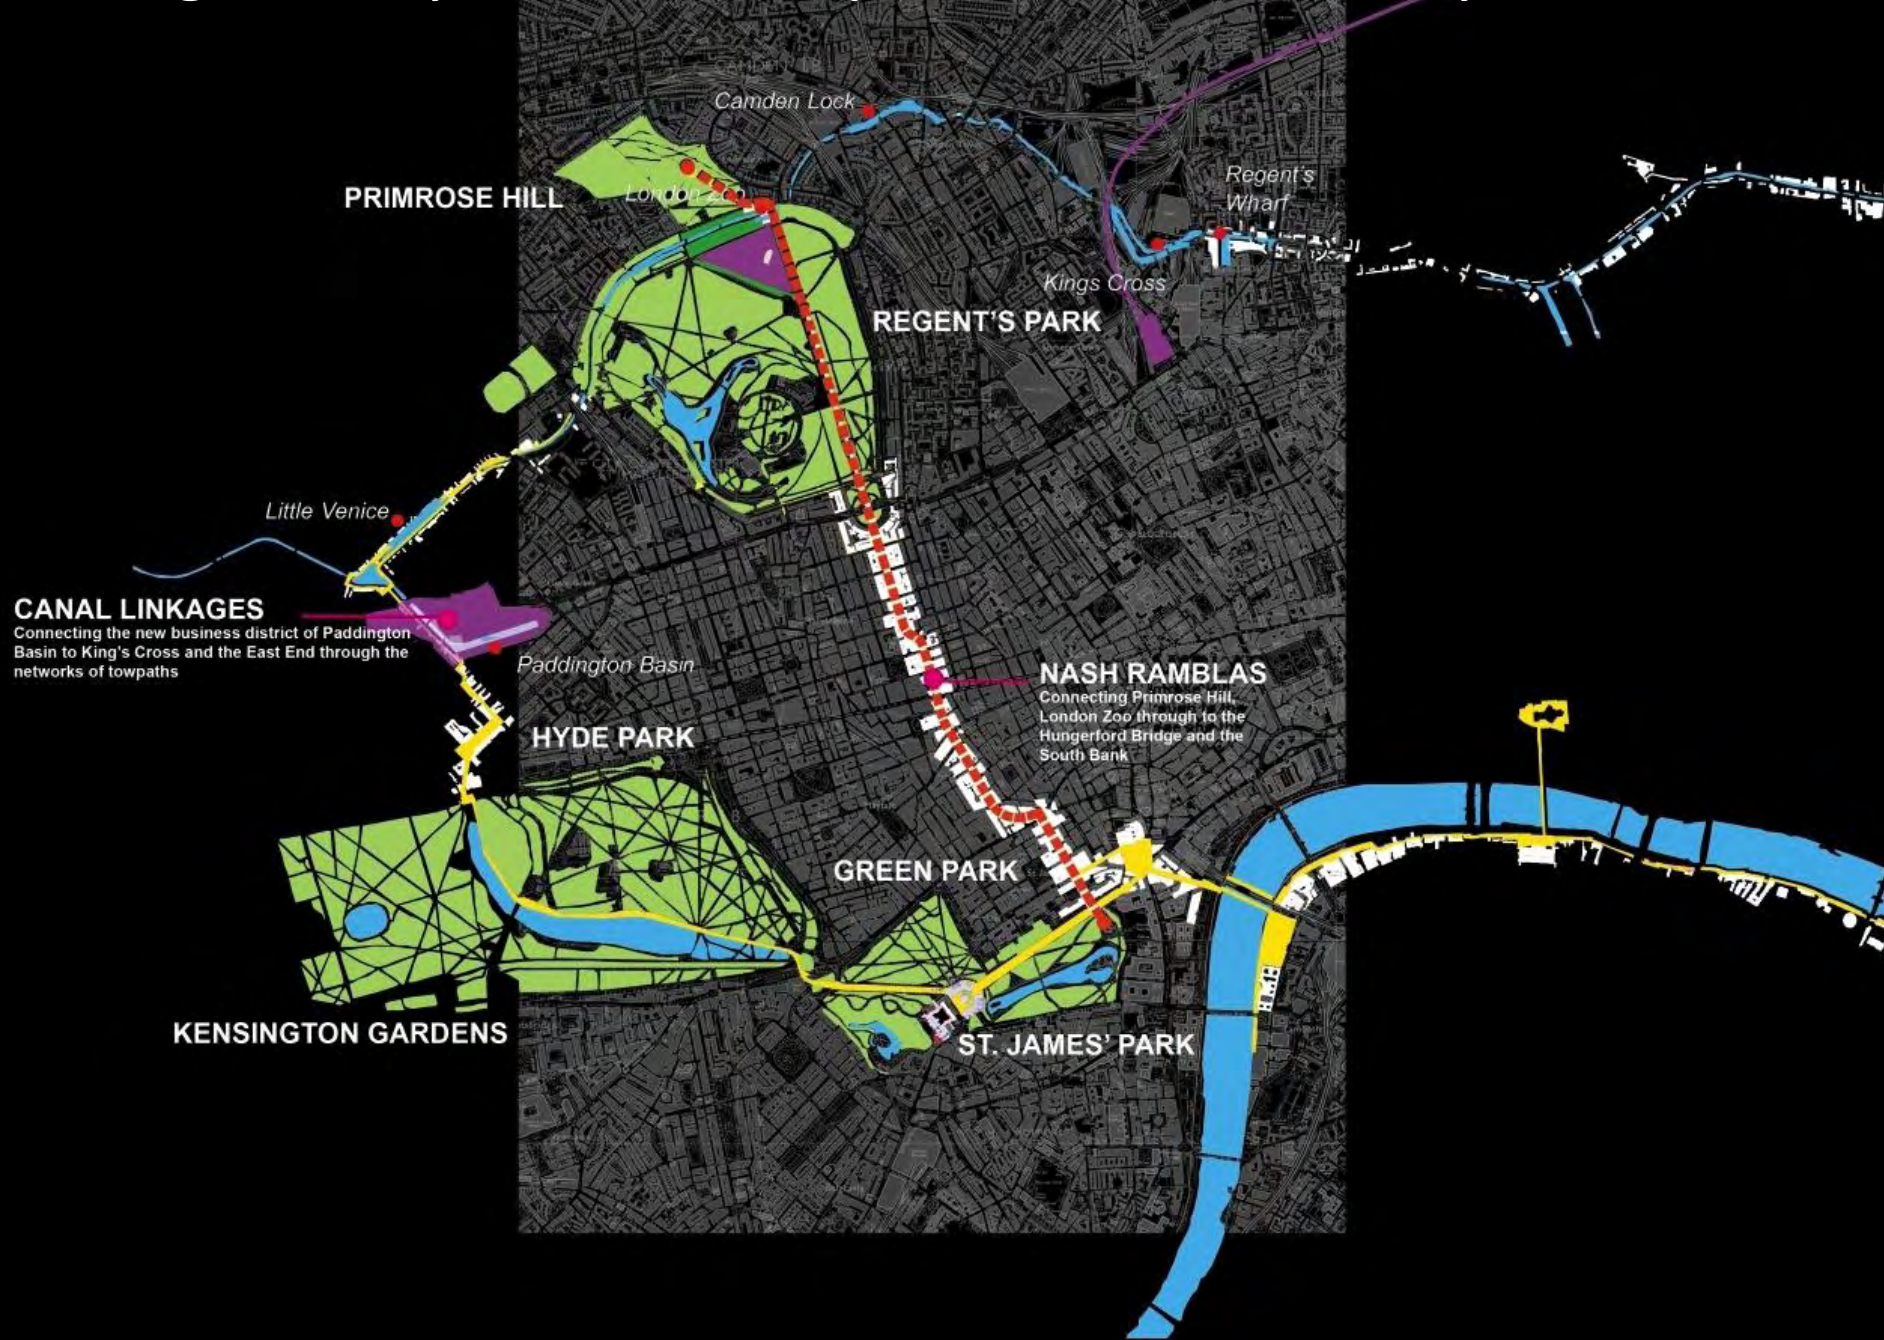 Camden Lock
Regent's
Wharf
PRIMROSE HILL
London Zoo
Kings Cross
REGENT'S PARK
Little Venice
CANAL LINKAGES
Connecting the new business district of Paddington
Basin to King's Cross and the East End through the
networks of towpaths
Paddington Basin
NASH RAMBLAS
Connecting Primrose Hill,
London Zoo through to the
Hungerford Bridge and the
South Bank
HYDE PARK
GREEN PARK
KENSINGTON GARDENS
ST. JAMES' PARK